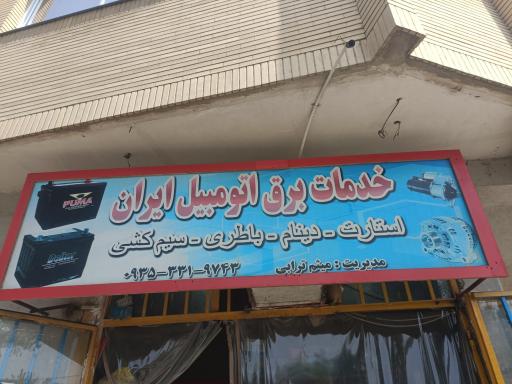 خدمات برق اتومبیل ایران
استارت - دینام - باطری - سیم کشی
مدیریت : میثم ترابی ۰۹۳۵-۳۳۱-۹۷۴۳
PUMA